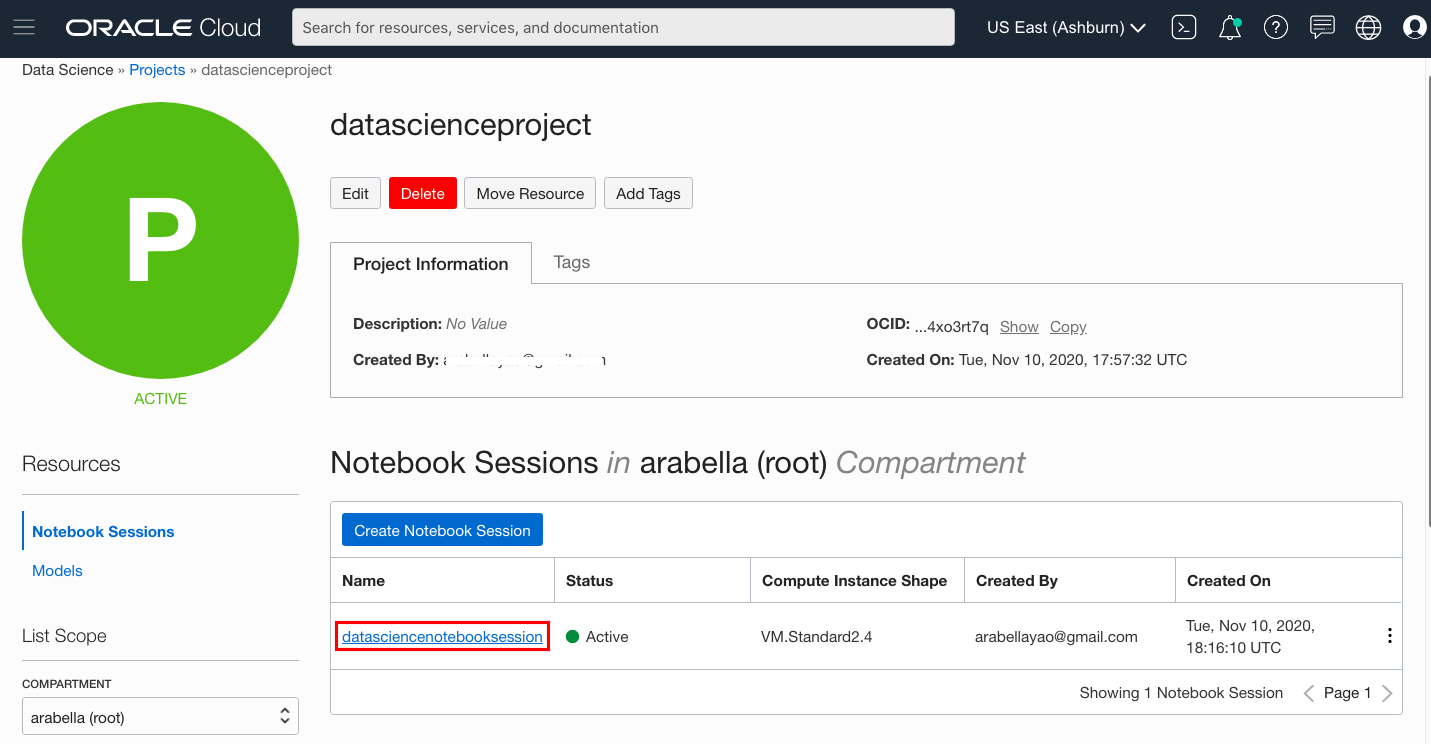 ORACLE Cloud
Search for resources, services, and documentation
US East (Ashburn)
Data Science » Projects » datascienceproject
P
ACTIVE
datascienceproject
Edit Delete Move Resource Add Tags
Project Information Tags
Description: No Value
OCID: ...4xo3rt7q Show Copy
Created By:
Created On: Tue, Nov 10, 2020, 17:57:32 UTC
Resources
Notebook Sessions
Models
List Scope
COMPARTMENT
arabella (root)
Notebook Sessions in arabella (root) Compartment
Create Notebook Session
Name Status Compute Instance Shape Created By Created On
datasciencenotebooksession Active VM.Standard2.4 arabellayao@gmail.com Tue, Nov 10, 2020,
18:16:10 UTC
Showing 1 Notebook Session Page 1